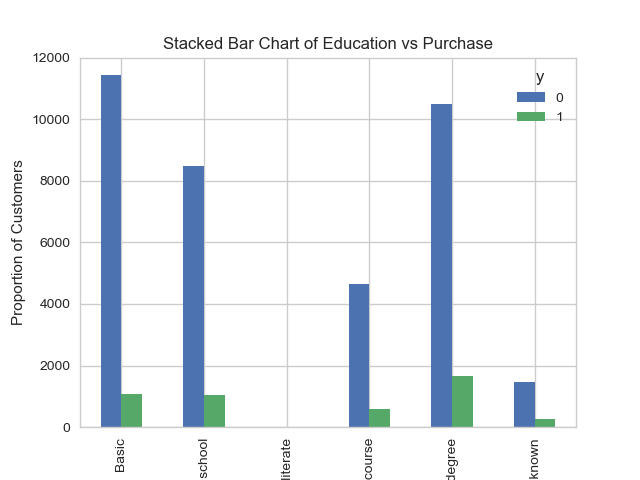 Stacked Bar Chart of Education vs Purchase
12000
10000
8000
6000
4000
2000
0
Proportion of Customers
y
0
1
Basic
school
literate
course
degree
known